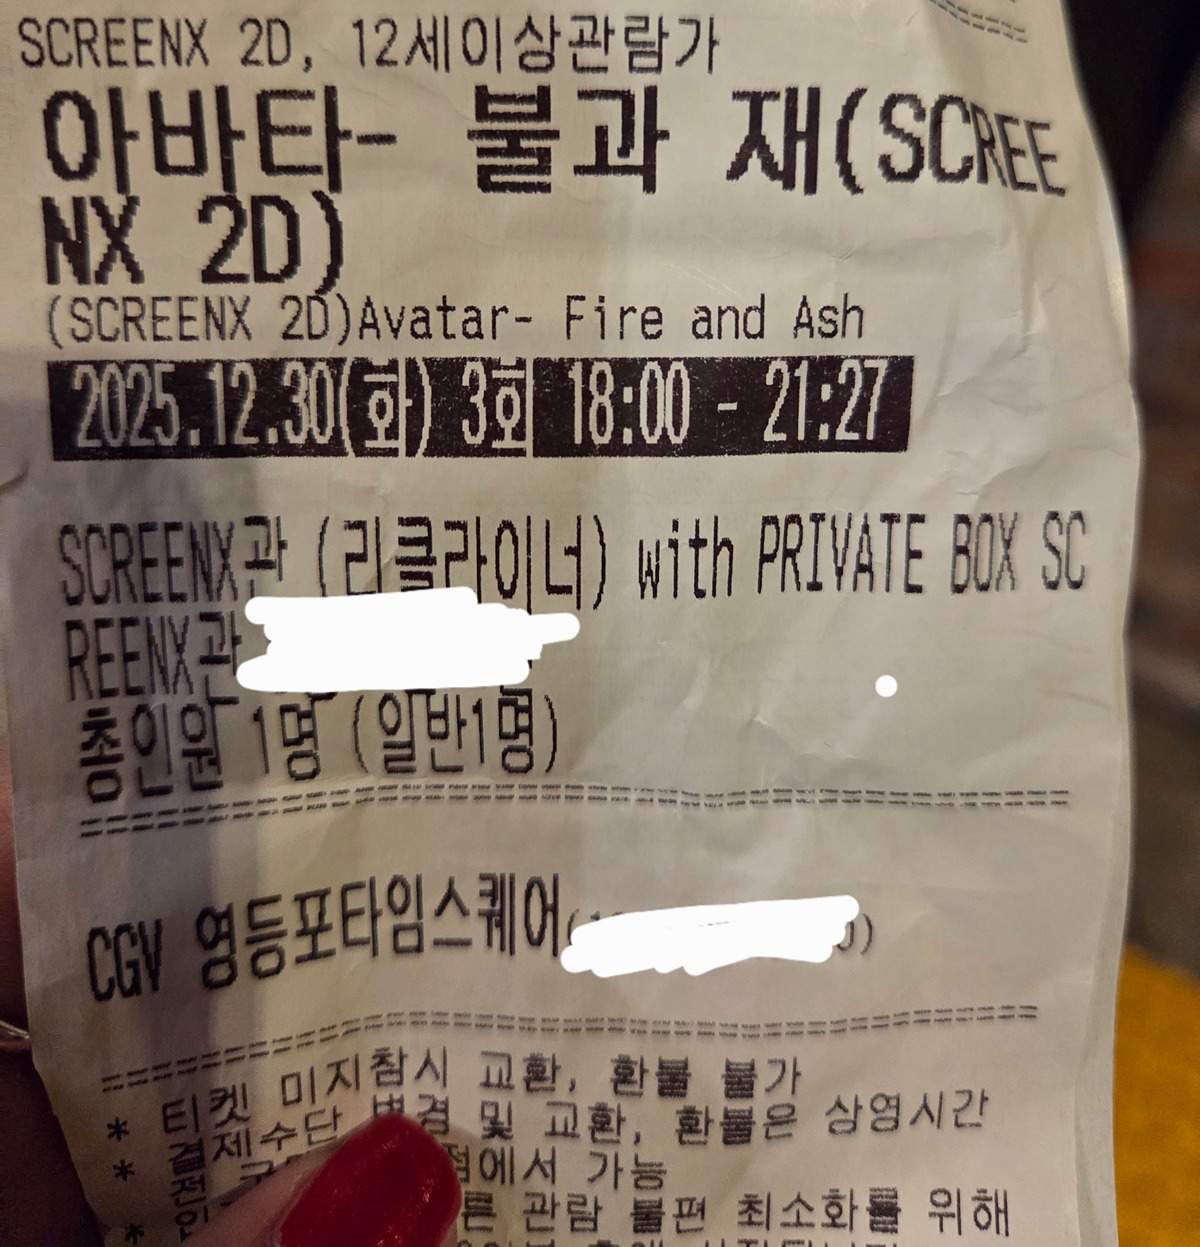 SCREENX 2D, 12세이상관람가
아바타- 불과 재(SCREE
NX 2D)
(SCREENX 2D)Avatar- Fire and Ash
2025.12.30(화) 3회 18:00 - 21:27
SCREENX관 (리클라이너) with PRIVATE BOX SC
REENX관
총인원 1명 (일반1명)
CGV 영등포타임스퀘어
* 티켓 미지참시 교환, 환불 불가
* 결제수단 변경 및 교환, 환불은 상영시간
에서 가능
* 관람 불편 최소화를 위해